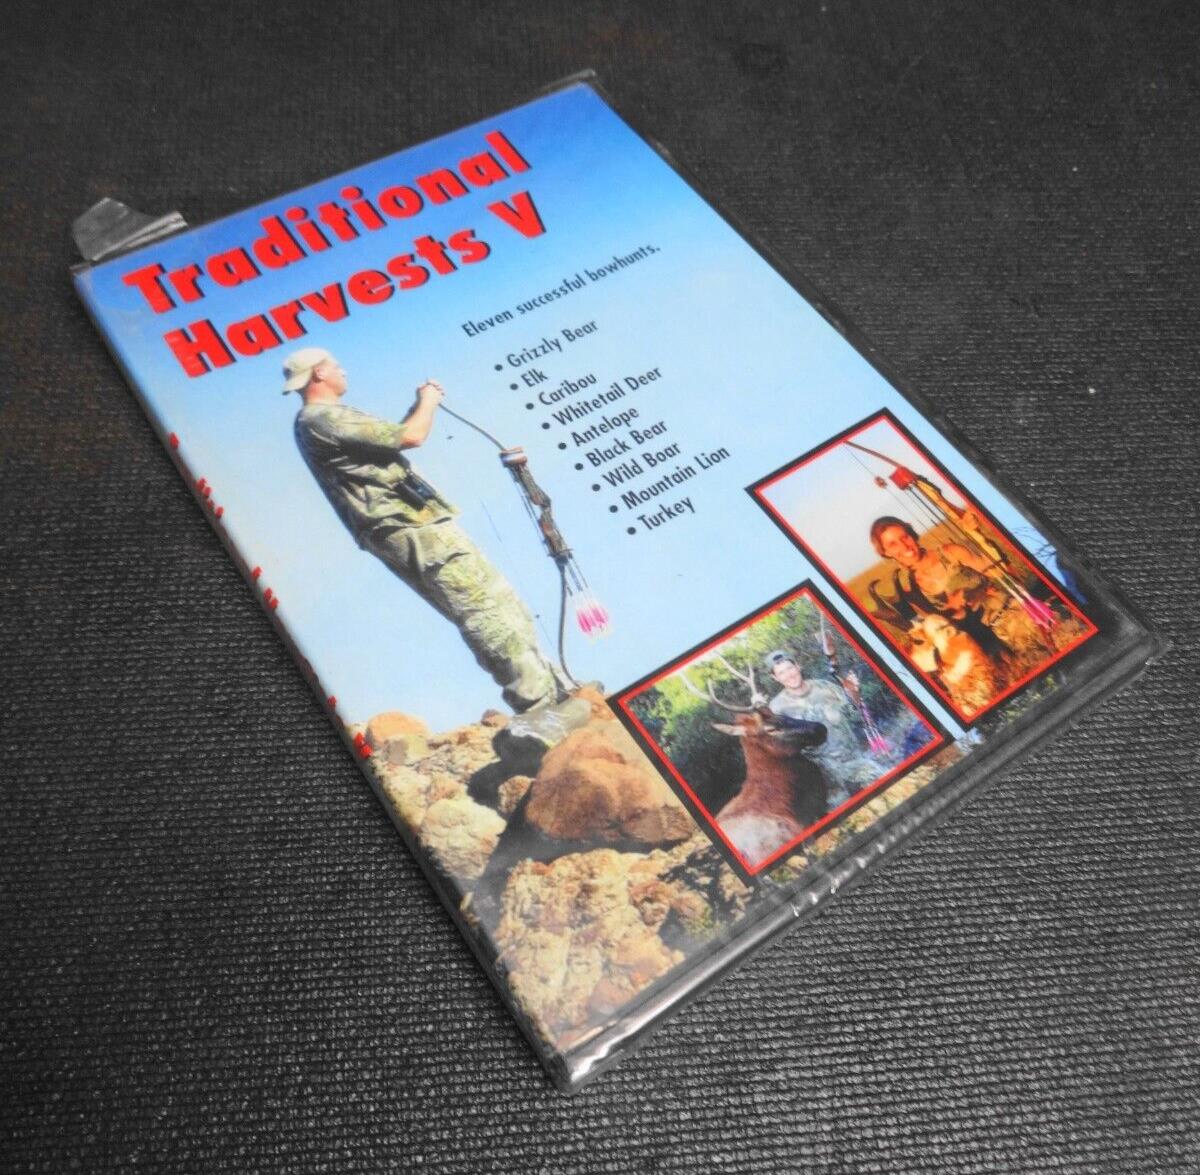 Traditional
Harvests V
Eleven successful bowhunts.
• Grizzly Bear
• Elk
• Caribou
• Whitetail Deer
• Antelope
• Black Bear
• Wild Boar
• Mountain Lion
• Turkey